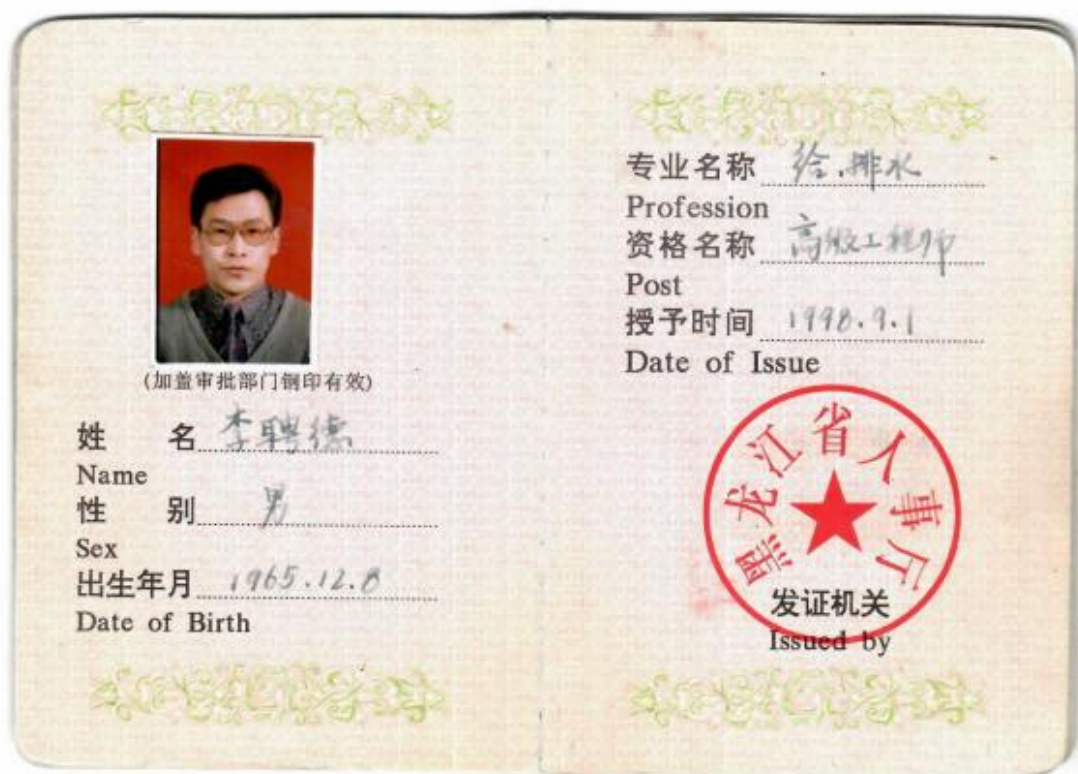 (加盖审批部门钢印有效)
姓 名 李聘德
Name
性 别 男
Sex
出生年月 1965.12.8
Date of Birth
专业名称 给.排水
Profession
资格名称 高级工程师
Post
授予时间 1998.9.1
Date of Issue
黑龙江省人事厅
发证机关
Issued by